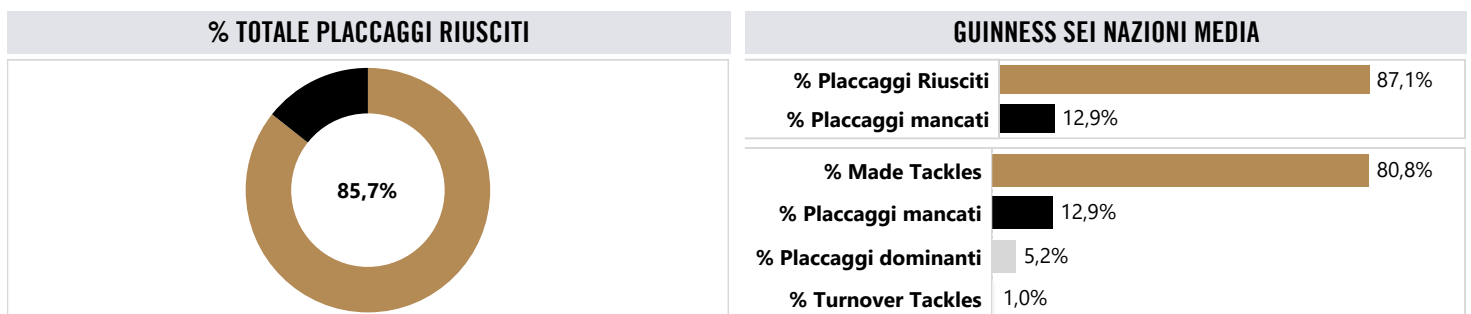 % TOTALE PLACCAGGI RIUSCITI
85,7%
GUINNESS SEI NAZIONI MEDIA
% Placcaggi Riusciti 87,1%
% Placcaggi mancati 12,9%
% Made Tackles 80,8%
% Placcaggi mancati 12,9%
% Placcaggi dominanti 5,2%
% Turnover Tackles 1,0%